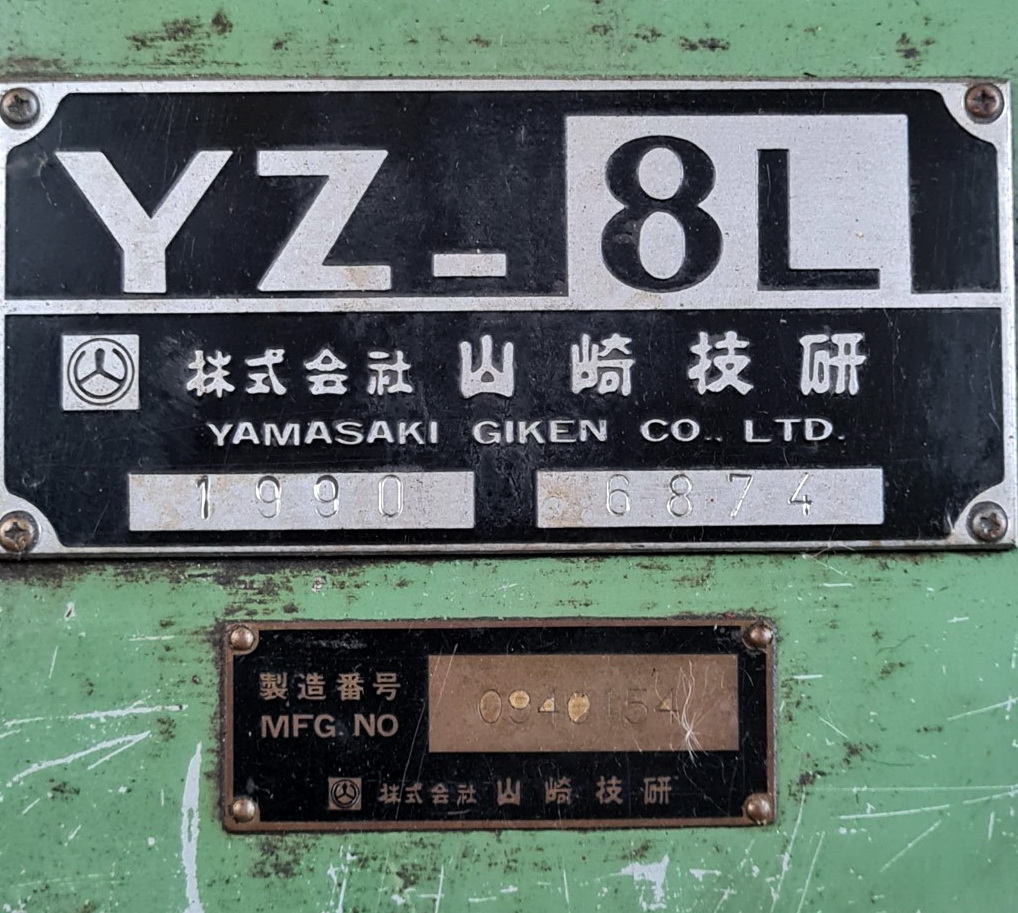 YZ-8L
株式会社 山崎技研
YAMASAKI GIKEN CO., LTD.
1990 6874
製造番号
MFG. NO
株式会社 山崎技研